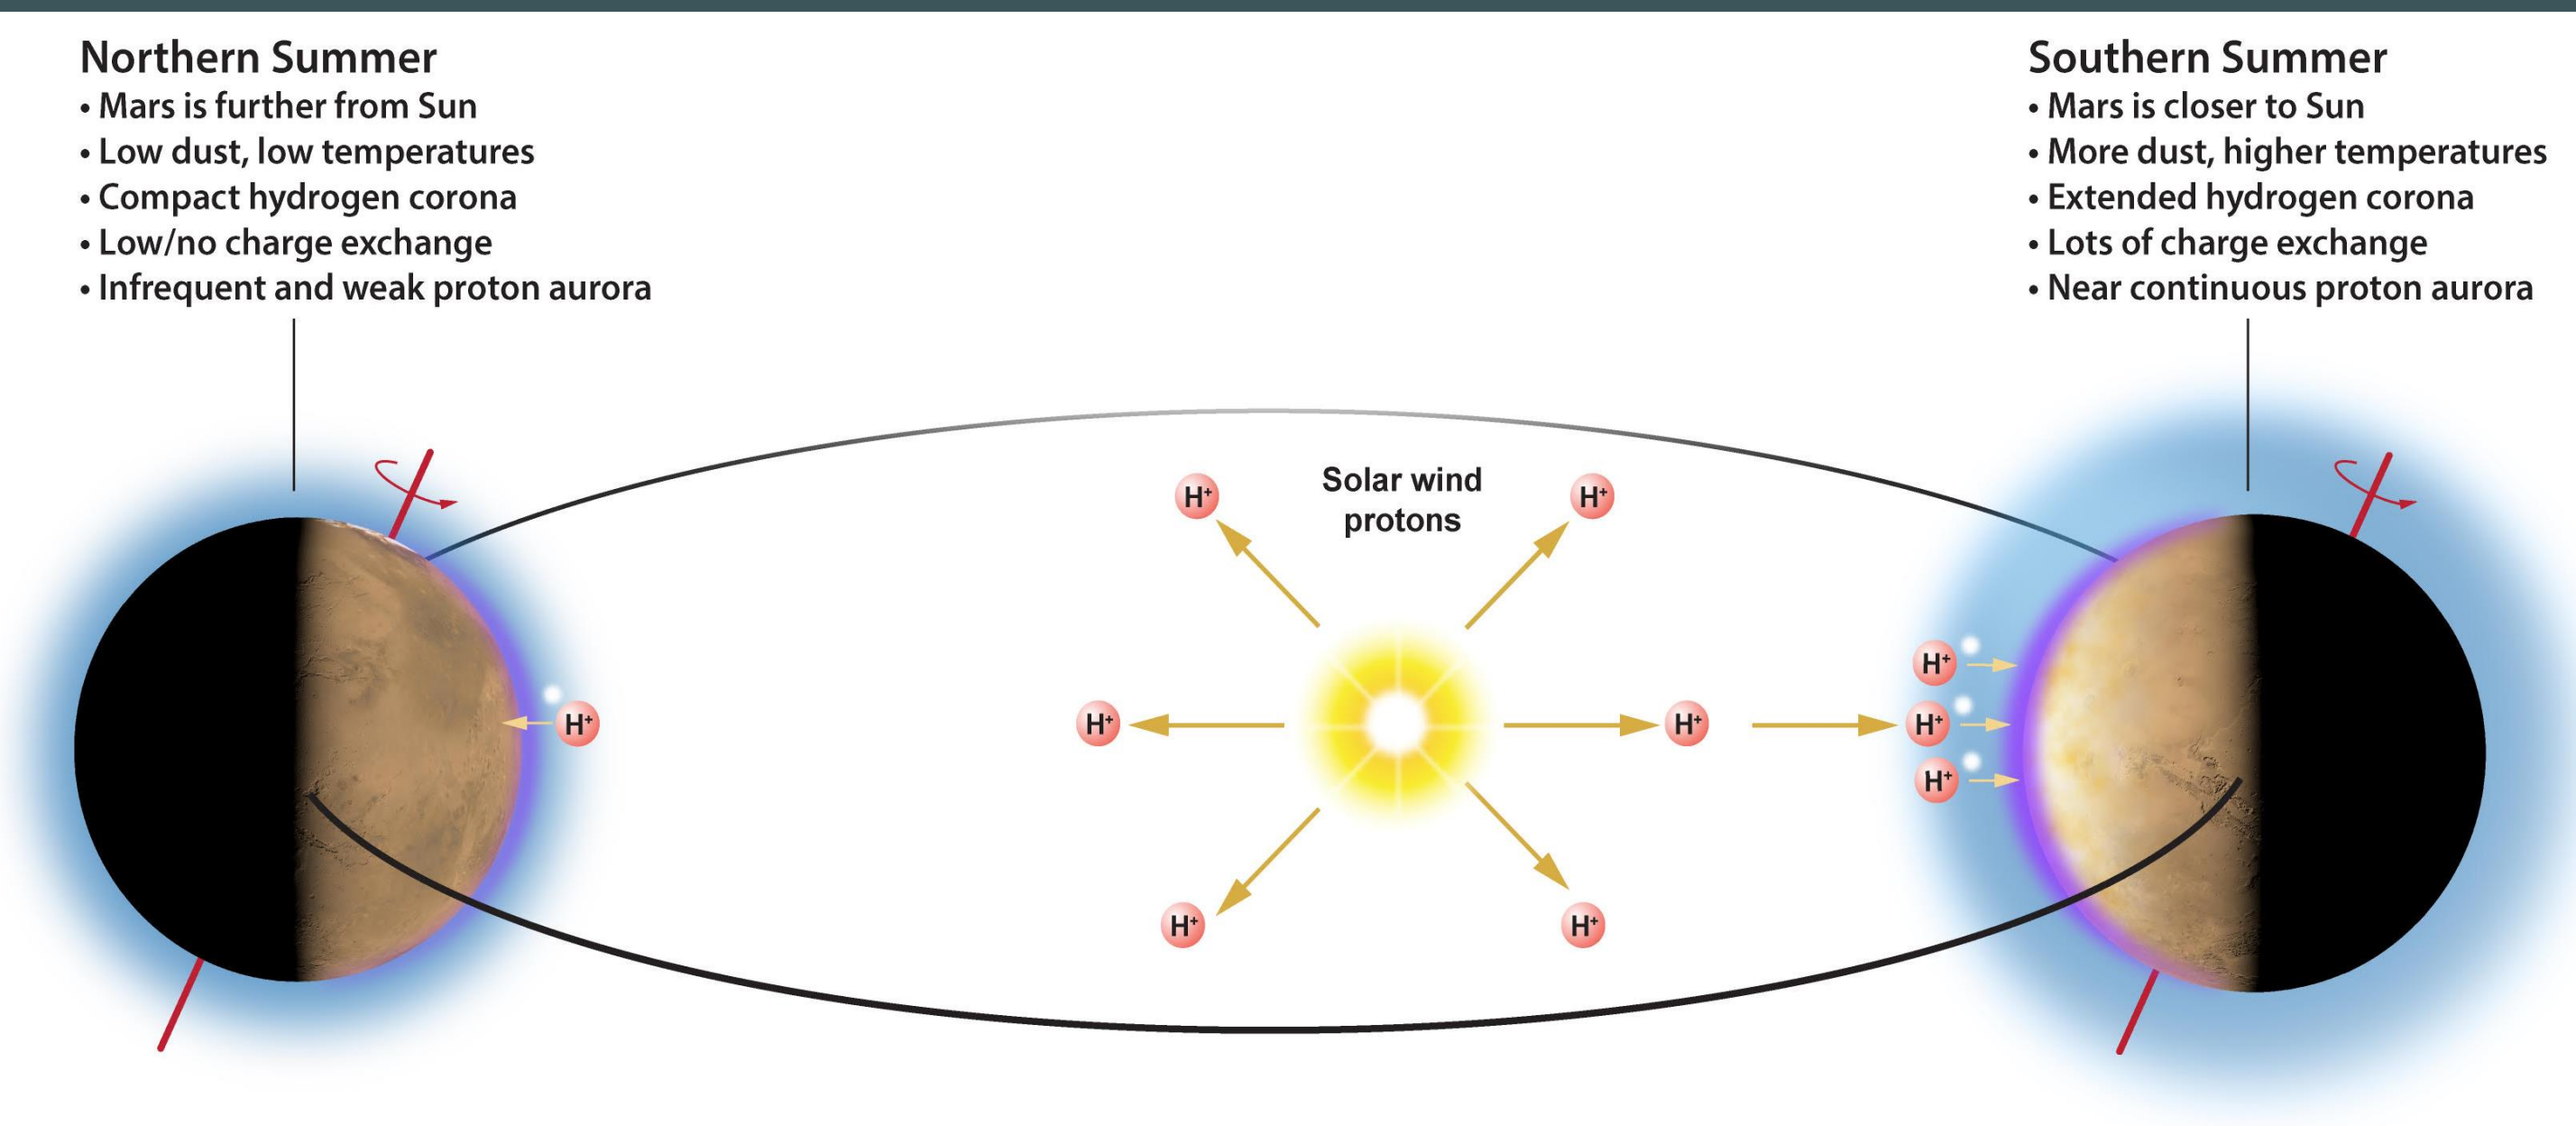 Northern Summer
• Mars is further from Sun
• Low dust, low temperatures
• Compact hydrogen corona
• Low/no charge exchange
• Infrequent and weak proton aurora
Southern Summer
• Mars is closer to Sun
• More dust, higher temperatures
• Extended hydrogen corona
• Lots of charge exchange
• Near continuous proton aurora
Solar wind
protons
H⁺
H⁺
H⁺
H⁺
H⁺
H⁺
H⁺
H⁺
H⁺
H⁺